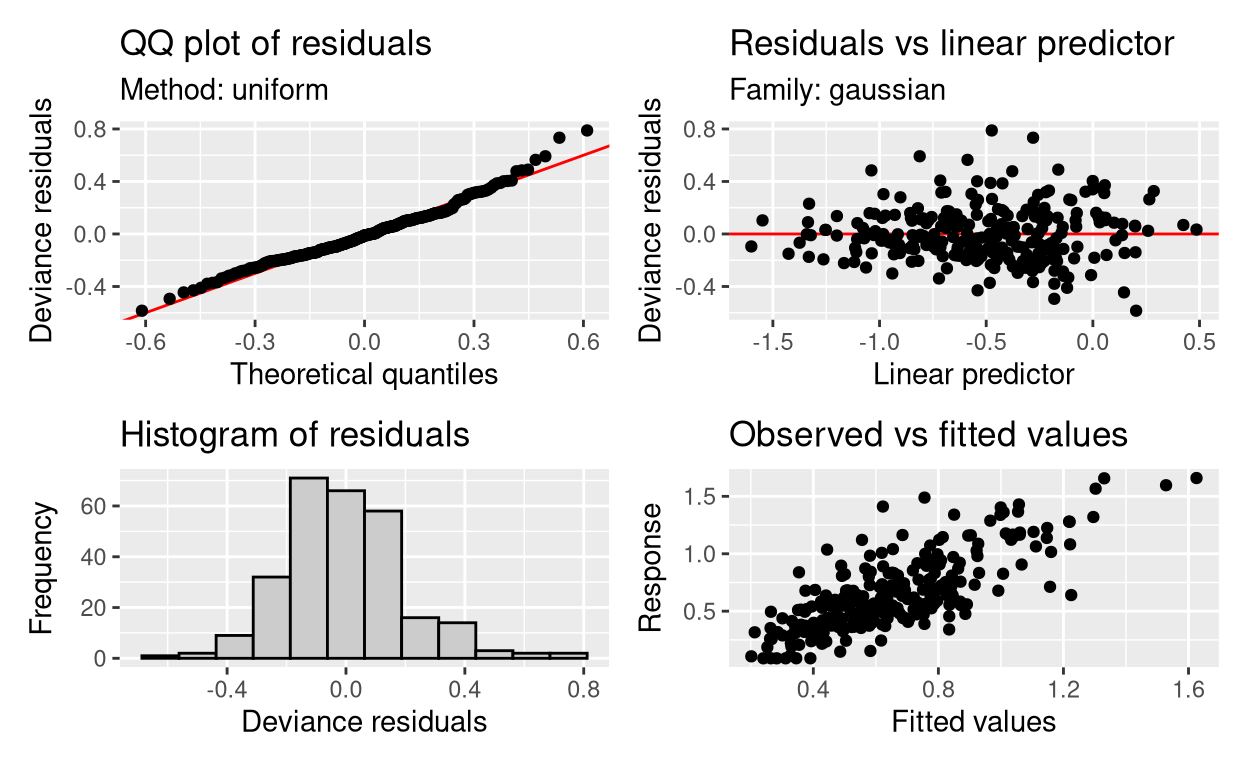 QQ plot of residuals
Method: uniform
Deviance residuals
0.8
0.4
0.0
-0.4
-0.6
-0.3
0.0
0.3
0.6
Theoretical quantiles
Residuals vs linear predictor
Family: gaussian
Deviance residuals
0.8
0.4
0.0
-0.4
-1.5
-1.0
-0.5
0.0
0.5
Linear predictor
Histogram of residuals
Frequency
60
40
20
0
-0.4
0.0
0.4
0.8
Deviance residuals
Observed vs fitted values
Response
1.5
1.0
0.5
0.4
0.8
1.2
1.6
Fitted values